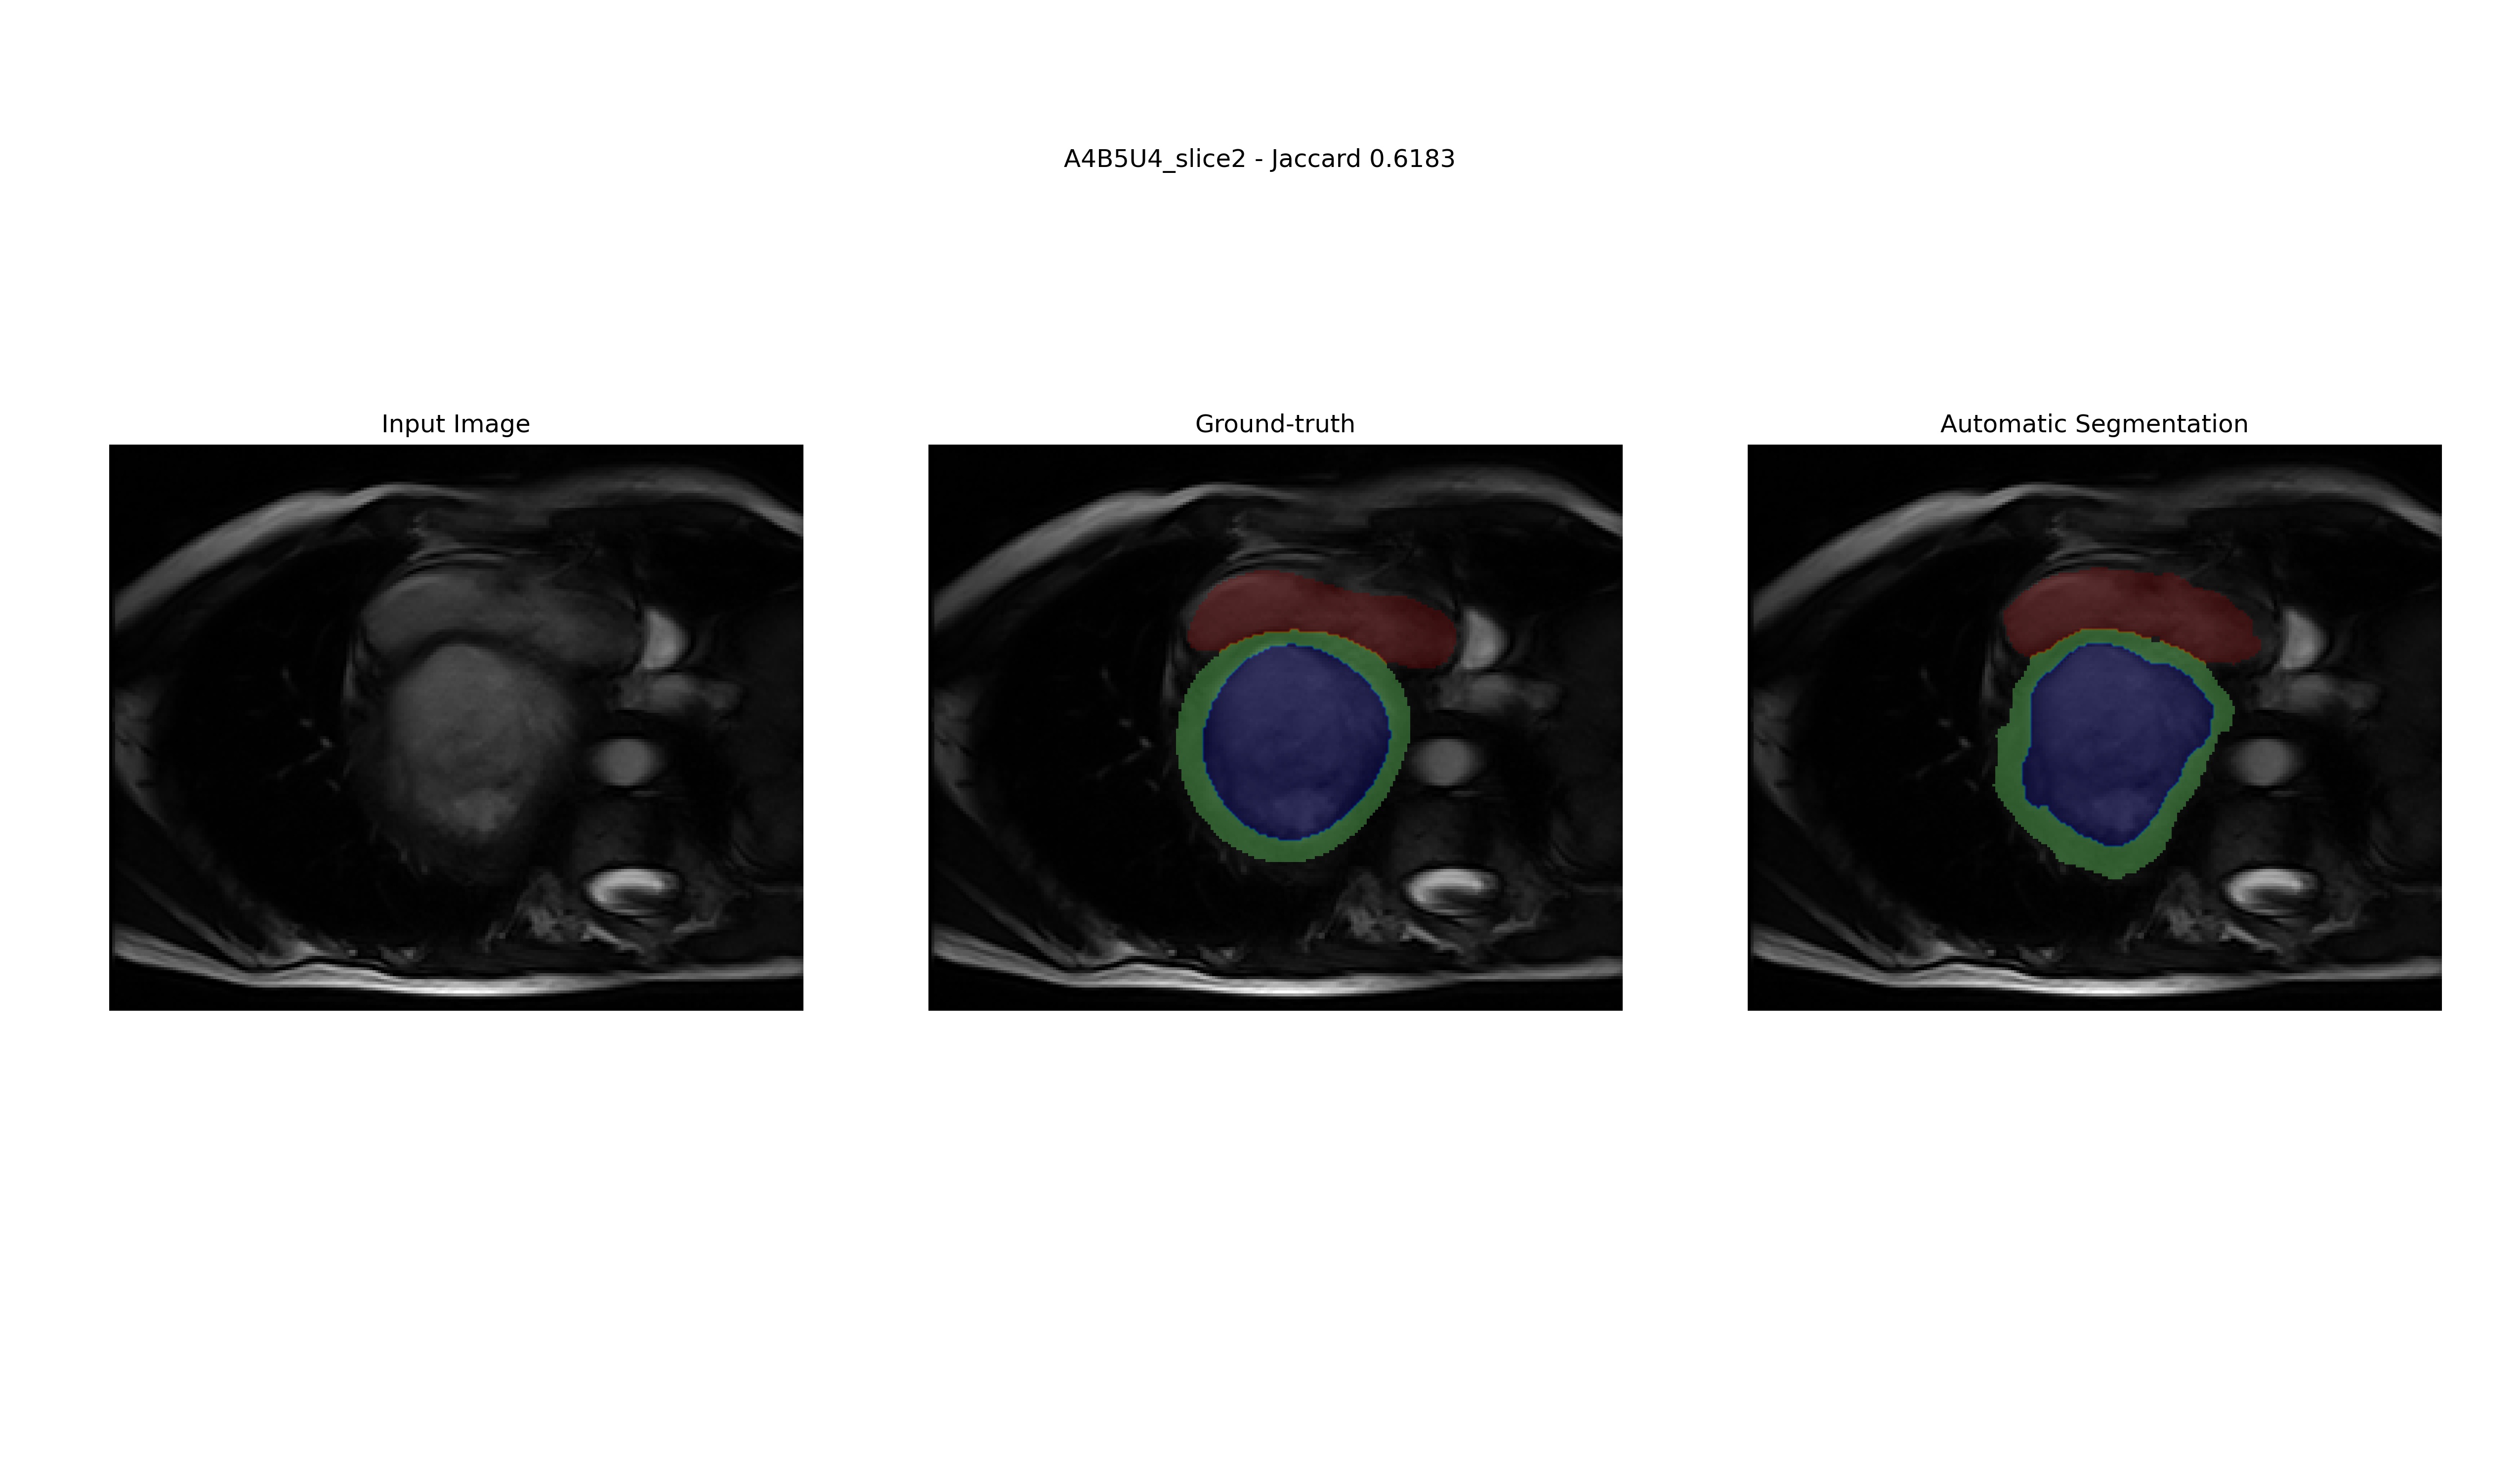 A4B5U4_slice2 - Jaccard 0.6183
Input Image
Ground-truth
Automatic Segmentation